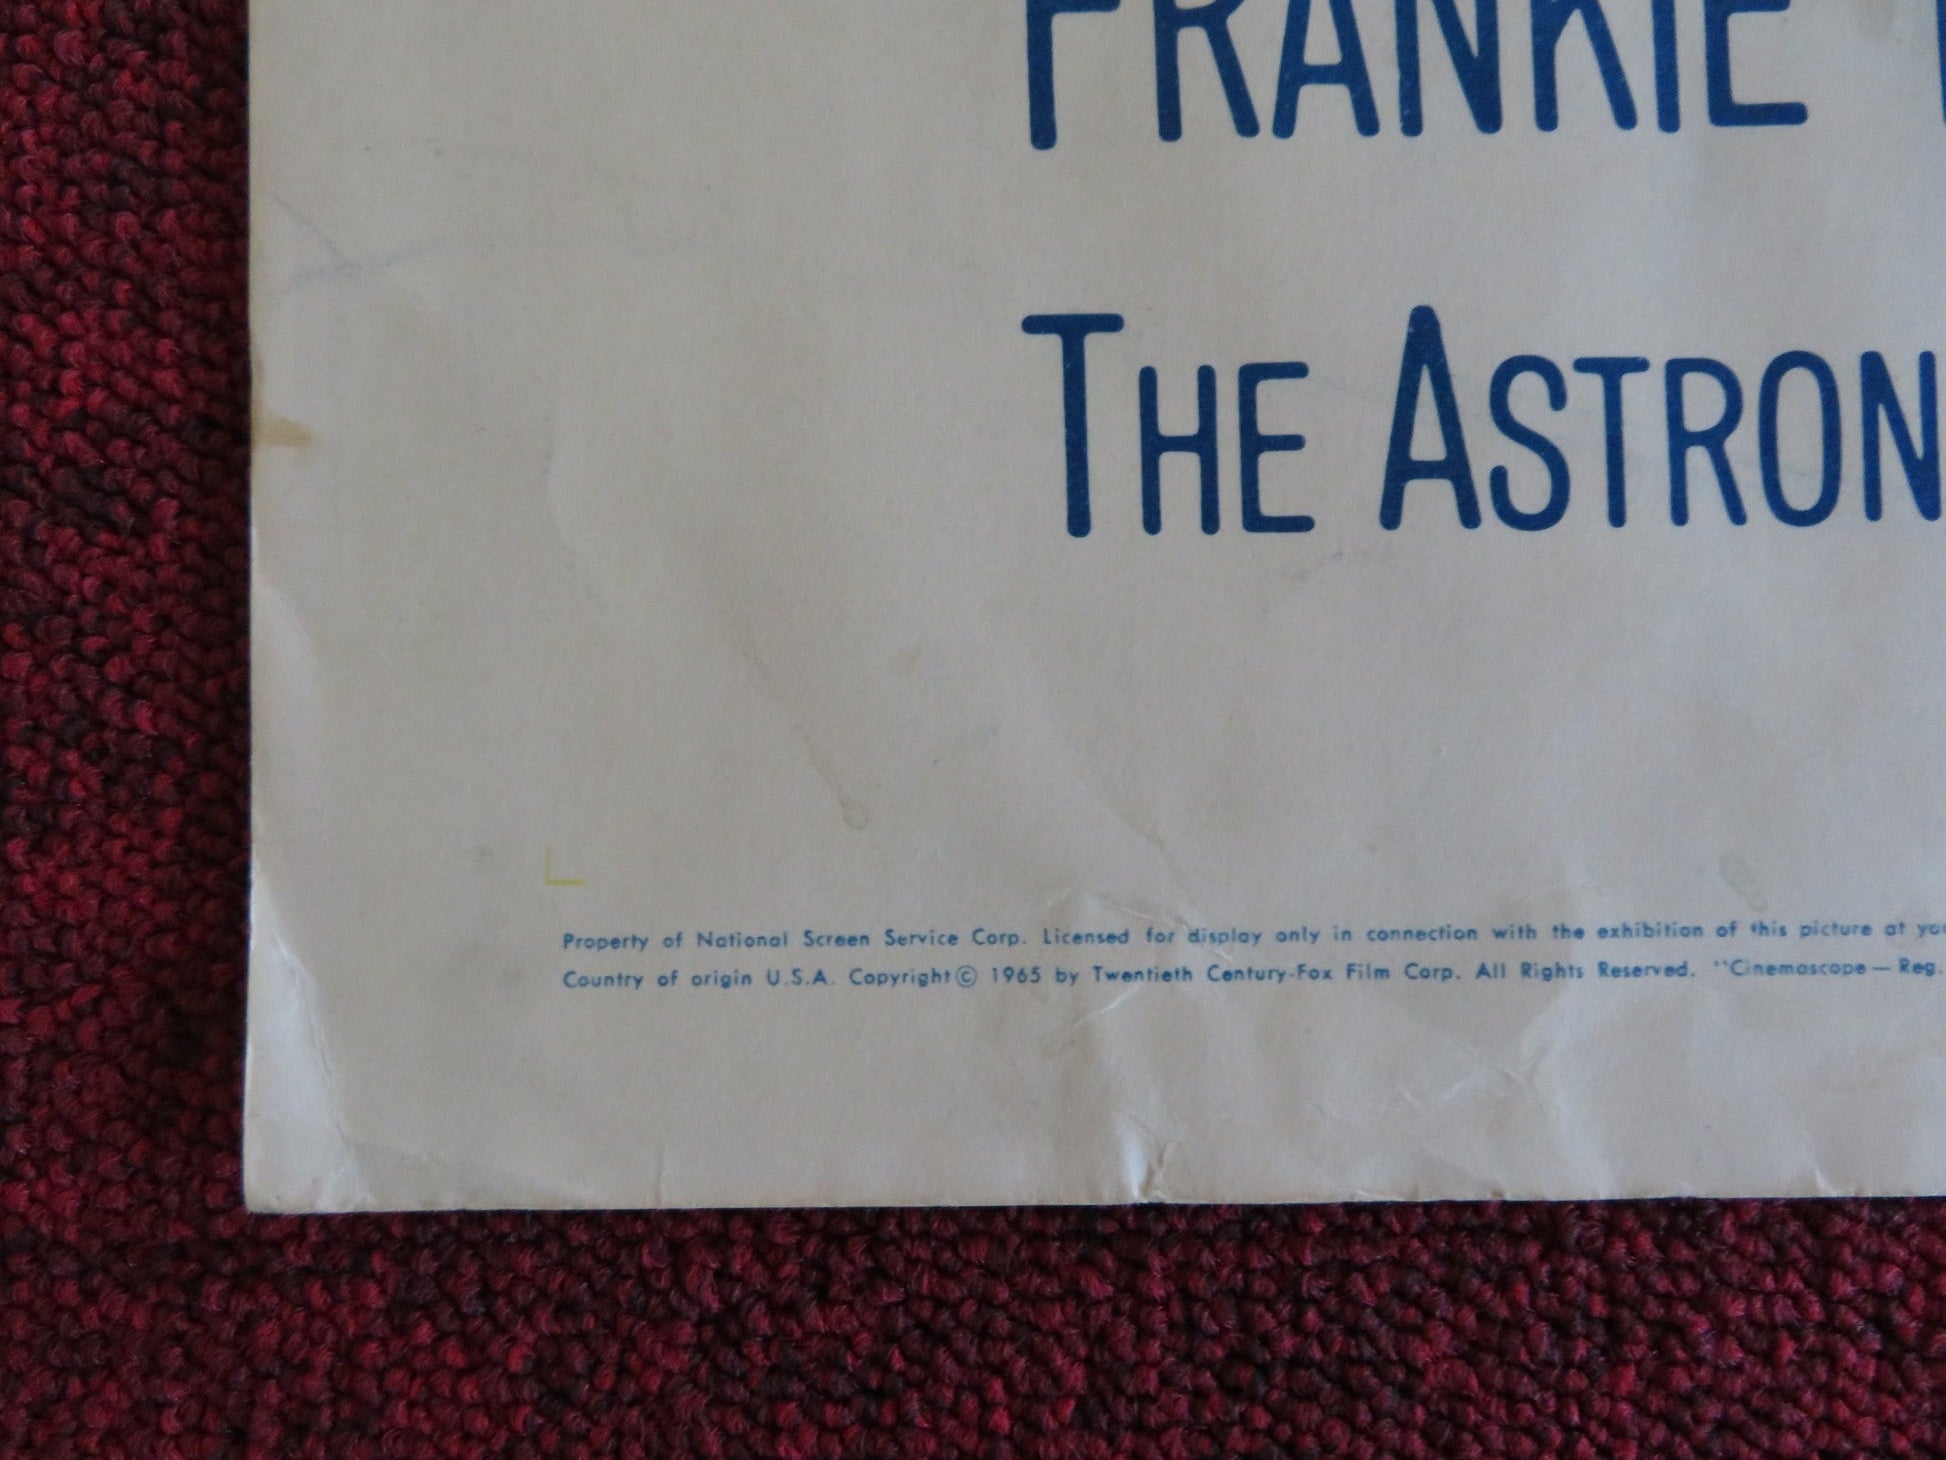 FRANKIE
THE ASTRON
Property of National Screen Service Corp. Licensed for display only in connection with the exhibition of this picture at you
Country of origin U.S.A. Copyright © 1965 by Twentieth Century-Fox Film Corp. All Rights Reserved. "Cinemascope — Reg.